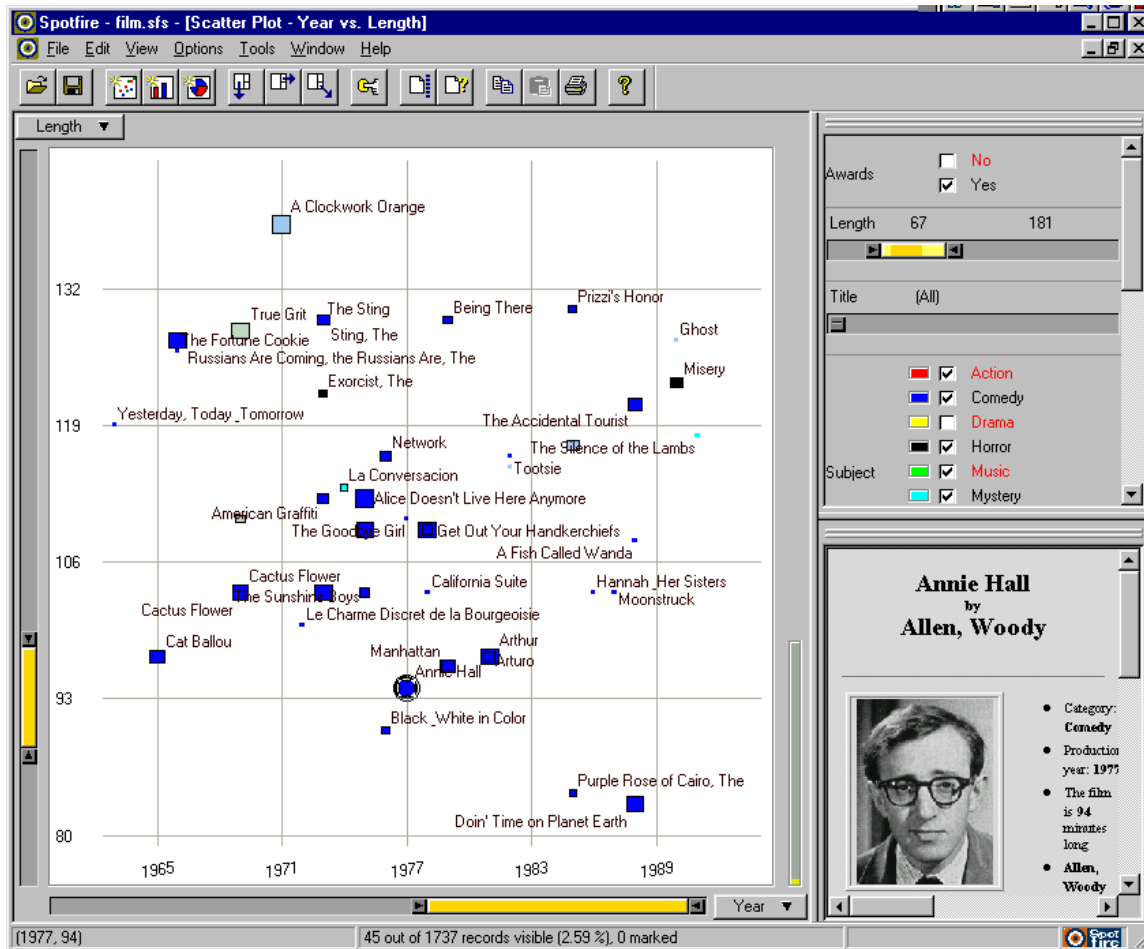 Spotfire - film.sfs - [Scatter Plot - Year vs. Length]
File Edit View Options Tools Window Help
Length
A Clockwork Orange
132
Prizzi's Honor
The Sting
Being There
True Grit
Ghost
Sting, The
The Fortune Cookie
Russians Are Coming, the Russians Are, The
Misery
Exorcist, The
Yesterday, Today _Tomorrow
119
The Accidental Tourist
Network
The Silence of the Lambs
Tootsie
La Conversacion
Alice Doesn't Live Here Anymore
American Graffiti
The Goodbye Girl
Get Out Your Handkerchiefs
A Fish Called Wanda
106
Cactus Flower
California Suite
Hannah _Her Sisters
The Sunshine Boys
Moonstruck
Cactus Flower
Le Charme Discret de la Bourgeoisie
Cat Ballou
Arthur
Manhattan
Arturo
Annie Hall
93
Black _White in Color
Purple Rose of Cairo, The
Doin' Time on Planet Earth
80
1965 1971 1977 1983 1989
Year
Awards
No
Yes
Length 67 181
Title (All)
Subject
Action
Comedy
Drama
Horror
Music
Mystery
Annie Hall
by
Allen, Woody
Category:
Comedy
Production
year: 1977
The film
is 94
minutes
long
Allen,
Woody
(1977, 94)
45 out of 1737 records visible (2.59 %), 0 marked
Spot
fire